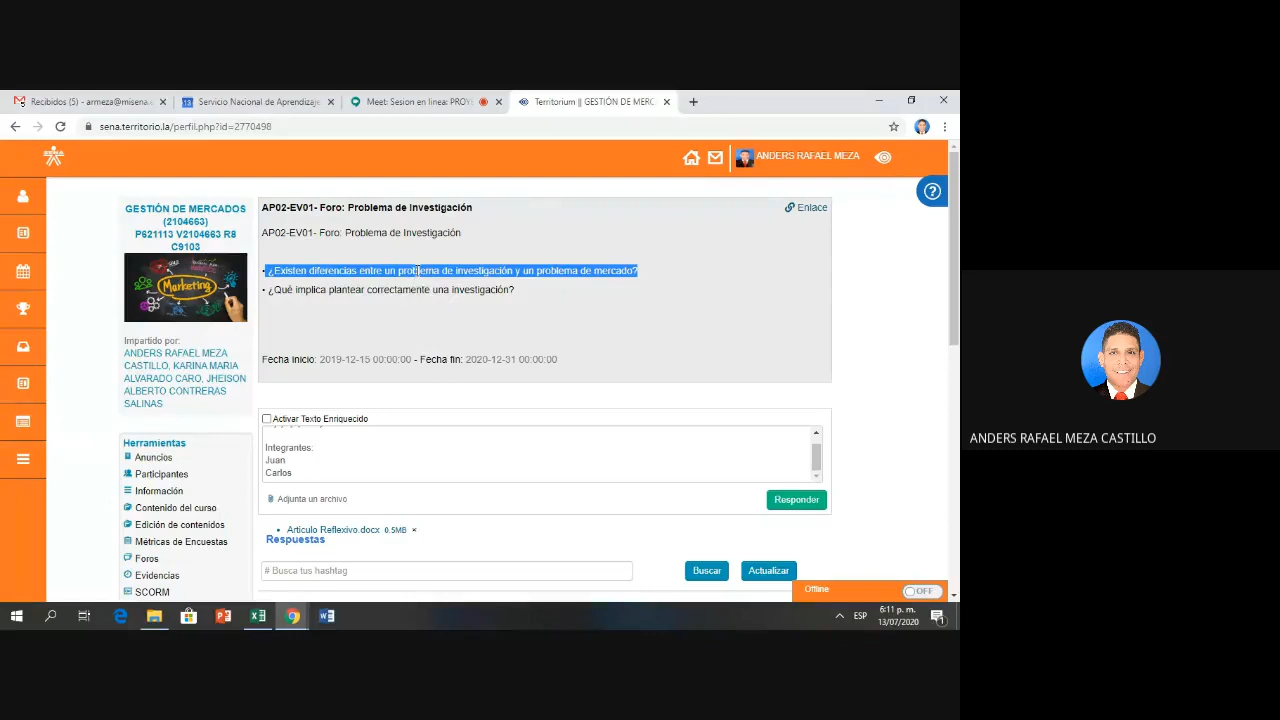 Recibidos (5) - armeza@misena.
Servicio Nacional de Aprendizaje
Meet: Sesion en linea: PROY
Territorium || GESTIÓN DE MERC
sena.territorio.la/perfil.php?id=2770498
SENA
ANDERS RAFAEL MEZA
GESTIÓN DE MERCADOS
(2104663)
P621113 V2104663 R8
C9103
Marketing
Impartido por:
ANDERS RAFAEL MEZA
CASTILLO, KARINA MARIA
ALVARADO CARO, JHEISON
ALBERTO CONTRERAS
SALINAS
Herramientas
Anuncios
Participantes
Información
Contenido del curso
Edición de contenidos
Métricas de Encuestas
Foros
Evidencias
SCORM
AP02-EV01- Foro: Problema de Investigación
Enlace
AP02-EV01- Foro: Problema de Investigación
• ¿Existen diferencias entre un problema de investigación y un problema de mercado?
• ¿Qué implica plantear correctamente una investigación?
Fecha inicio: 2019-12-15 00:00:00 - Fecha fin: 2020-12-31 00:00:00
Activar Texto Enriquecido
Integrantes:
Juan
Carlos
Adjunta un archivo
Responder
• Articulo Reflexivo.docx 0.5MB ×
Respuestas
# Busca tus hashtag
Buscar
Actualizar
Offline
OFF
ESP
6:11 p. m.
13/07/2020
1
ANDERS RAFAEL MEZA CASTILLO